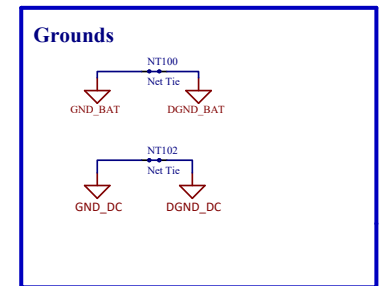 Grounds
NT100
Net Tie
GND_BAT DGND_BAT
NT102
Net Tie
GND_DC DGND_DC